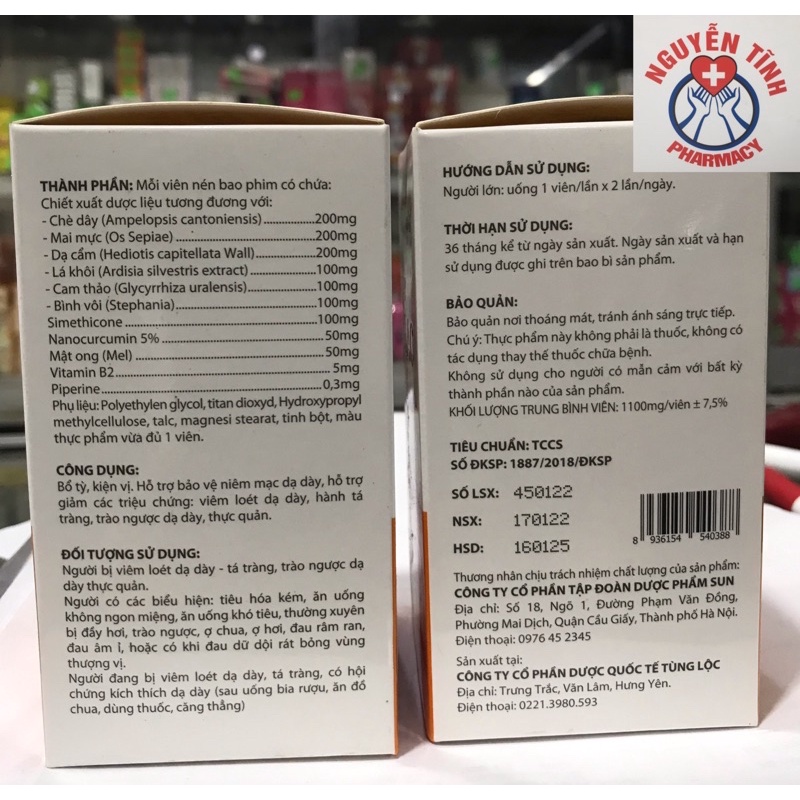 THÀNH PHẦN: Mỗi viên nén bao phim có chứa:
Chiết xuất dược liệu tương đương với:
- Chè dây (Ampelopsis cantoniensis)..............200mg
- Mai mực (Os Sepiae)..............200mg
- Dạ cẩm (Hediotis capitellata Wall)..............200mg
- Lá khôi (Ardisia silvestris extract)..............100mg
- Cam thảo (Glycyrrhiza uralensis)..............100mg
- Bình vôi (Stephania)..............100mg
Simethicone..............100mg
Nanocurcumin 5%..............50mg
Mật ong (Mel)..............50mg
Vitamin B2..............5mg
Piperine..............0,3mg
Phụ liệu: Polyethylen glycol, titan dioxyd, Hydroxypropyl
methylcellulose, talc, magnesi stearat, tinh bột, màu
thực phẩm vừa đủ 1 viên.
CÔNG DỤNG:
Bổ tỳ, kiện vị. Hỗ trợ bảo vệ niêm mạc dạ dày, hỗ trợ
giảm các triệu chứng: viêm loét dạ dày, hành tá
tràng, trào ngược dạ dày, thực quản.
ĐỐI TƯỢNG SỬ DỤNG:
Người bị viêm loét dạ dày - tá tràng, trào ngược dạ
dày thực quản.
Người có các biểu hiện: tiêu hóa kém, ăn uống
không ngon miệng, ăn uống khó tiêu, thường xuyên
bị đầy hơi, trào ngược, ợ chua, ợ hơi, đau râm ran,
đau âm ỉ, hoặc có khi đau dữ dội rát bỏng vùng
thượng vị.
Người đang bị viêm loét dạ dày, tá tràng, có hội
chứng kích thích dạ dày (sau uống bia rượu, ăn đồ
chua, dùng thuốc, căng thẳng)
HƯỚNG DẪN SỬ DỤNG:
Người lớn: uống 1 viên/lần x 2 lần/ngày.
THỜI HẠN SỬ DỤNG:
36 tháng kể từ ngày sản xuất. Ngày sản xuất và hạn
sử dụng được ghi trên bao bì sản phẩm.
BẢO QUẢN:
Bảo quản nơi thoáng mát, tránh ánh sáng trực tiếp.
Chú ý: Thực phẩm này không phải là thuốc, không có
tác dụng thay thế thuốc chữa bệnh.
Không sử dụng cho người có mẫn cảm với bất kỳ
thành phần nào của sản phẩm.
KHỐI LƯỢNG TRUNG BÌNH VIÊN: 1100mg/viên ± 7,5%
TIÊU CHUẨN: TCCS
SỐ ĐKSP: 1887/2018/ĐKSP
SỐ LSX: 450122
NSX: 170122
HSD: 160125
8 936154 540388
Thương nhân chịu trách nhiệm chất lượng của sản phẩm:
CÔNG TY CỔ PHẦN TẬP ĐOÀN DƯỢC PHẨM SUN
Địa chỉ: Số 18, Ngõ 1, Đường Phạm Văn Đồng,
Phường Mai Dịch, Quận Cầu Giấy, Thành phố Hà Nội.
Điện thoại: 0976 45 2345
Sản xuất tại:
CÔNG TY CỔ PHẦN DƯỢC QUỐC TẾ TÙNG LỘC
Địa chỉ: Trưng Trắc, Văn Lâm, Hưng Yên.
Điện thoại: 0221.3980.593
NGUYỄN TĨNH
PHARMACY